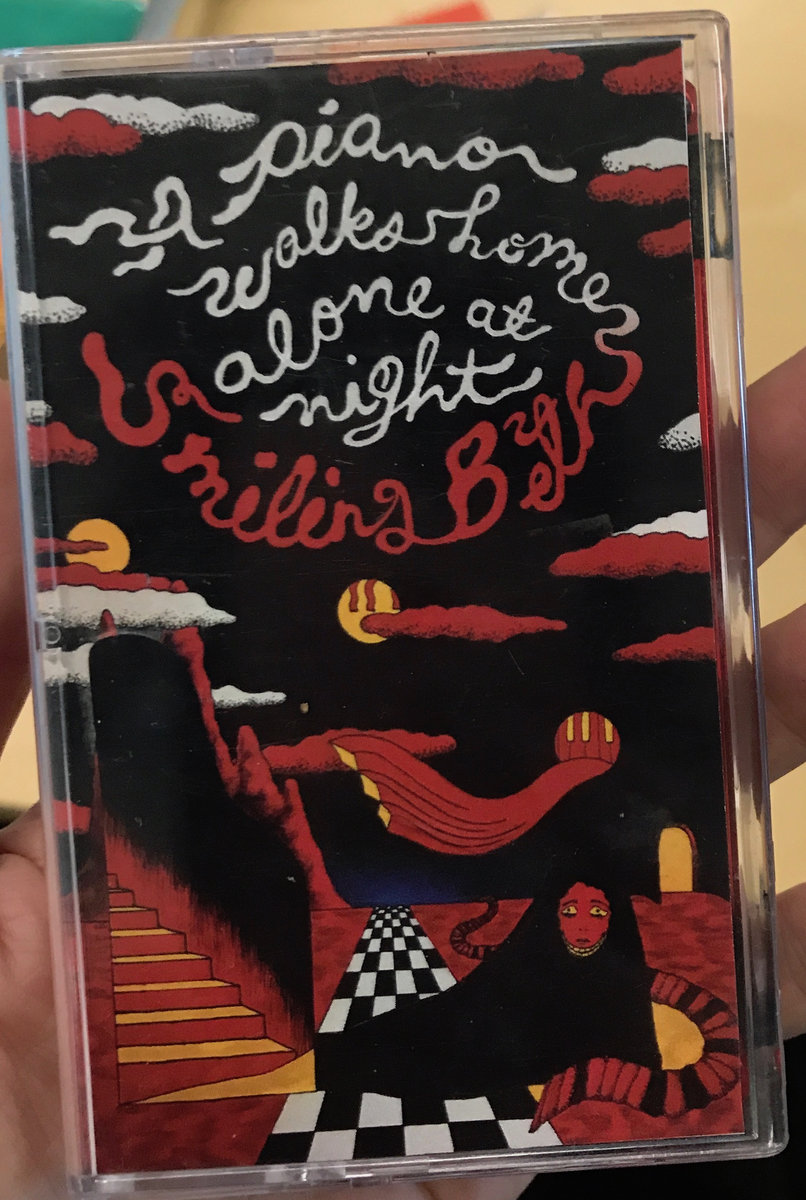 A piano
walks home
alone at
night
Smiling Beth